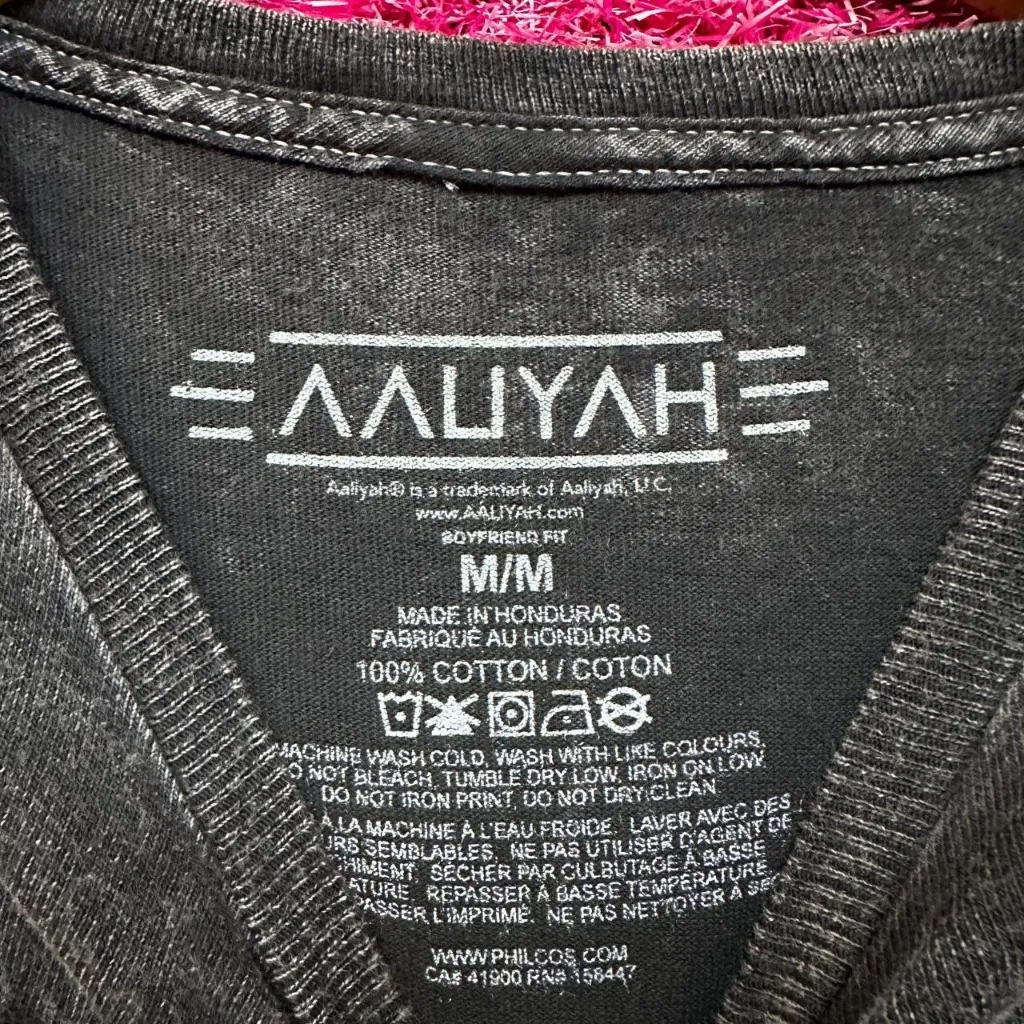 AALIYAH
Aaliyah® is a trademark of Aaliyah, LLC.
www.AALIYAH.com
BOYFRIEND FIT
M/M
MADE IN HONDURAS
FABRIQUÉ AU HONDURAS
100% COTTON / COTON
MACHINE WASH COLD, WASH WITH LIKE COLOURS,
DO NOT BLEACH, TUMBLE DRY LOW, IRON ON LOW
DO NOT IRON PRINT, DO NOT DRY CLEAN
À LA MACHINE À L'EAU FROIDE. LAVER AVEC DES
SEMBLABLES. NE PAS UTILISER D'AGENT DE
SÉCHER PAR CULBUTAGE À BASSE
REPASSER À BASSE TEMPÉRATURE.
L'IMPRIMÉ. NE PAS NETTOYER À
WWW.PHILCOS.COM
CA# 41900 RN# 158447